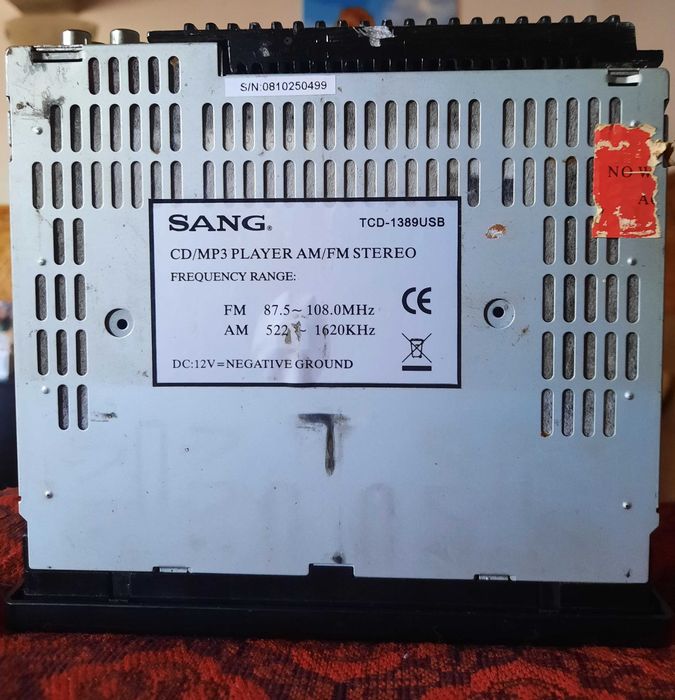 S/N:0810250499
NO
SANG®
TCD-1389USB
CD/MP3 PLAYER AM/FM STEREO
FREQUENCY RANGE:
FM 87.5~108.0MHz
AM 522~1620KHz
CE
DC:12V=NEGATIVE GROUND